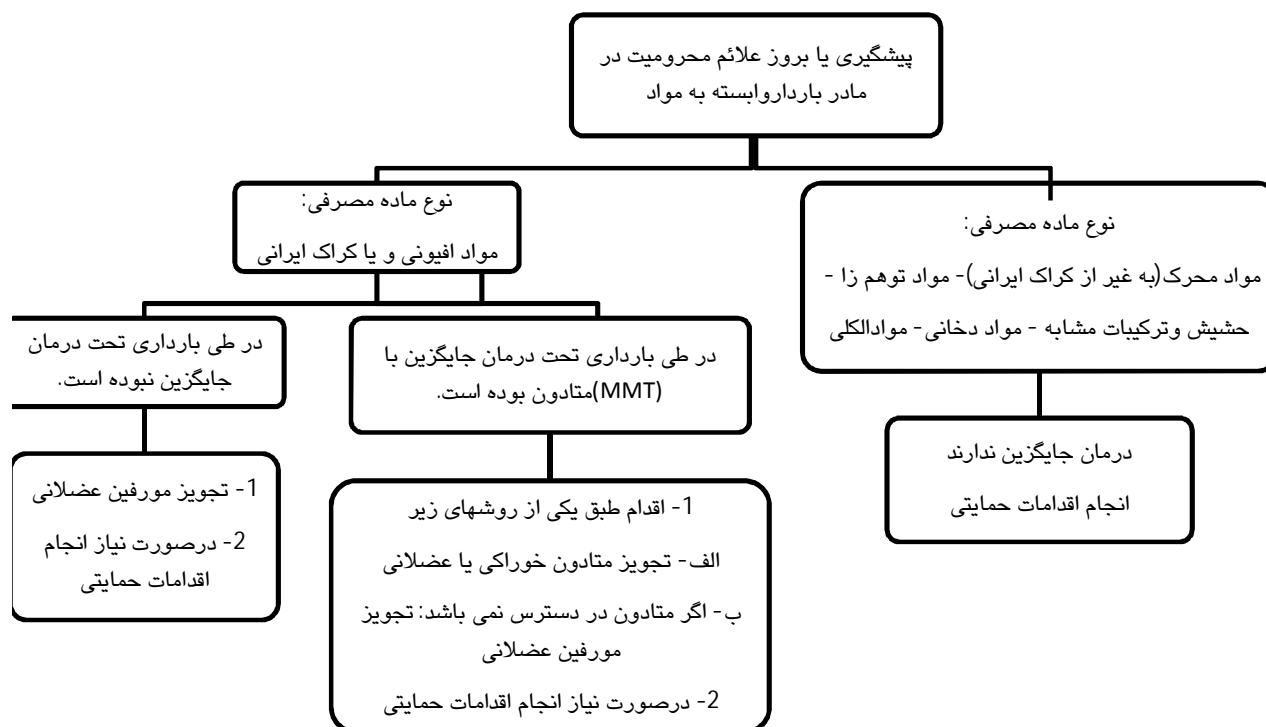 پیشگیری یا بروز علائم محرومیت در
مادر بارداروابسته به مواد
نوع ماده مصرفی:
مواد محرک(به غیر از کراک ایرانی)- مواد توهم زا -
حشیش وترکیبات مشابه - مواد دخانی- موادالکلی
درمان جایگزین ندارند
انجام اقدامات حمایتی
نوع ماده مصرفی:
مواد افیونی و یا کراک ایرانی
در طی بارداری تحت درمان جایگزین با
متادون بوده است.(MMT)
1- اقدام طبق یکی از روشهای زیر
الف- تجویز متادون خوراکی یا عضلانی
ب- اگر متادون در دسترس نمی باشد: تجویز
مورفین عضلانی
2- درصورت نیاز انجام اقدامات حمایتی
در طی بارداری تحت درمان
جایگزین نبوده است.
1- تجویز مورفین عضلانی
2- درصورت نیاز انجام
اقدامات حمایتی